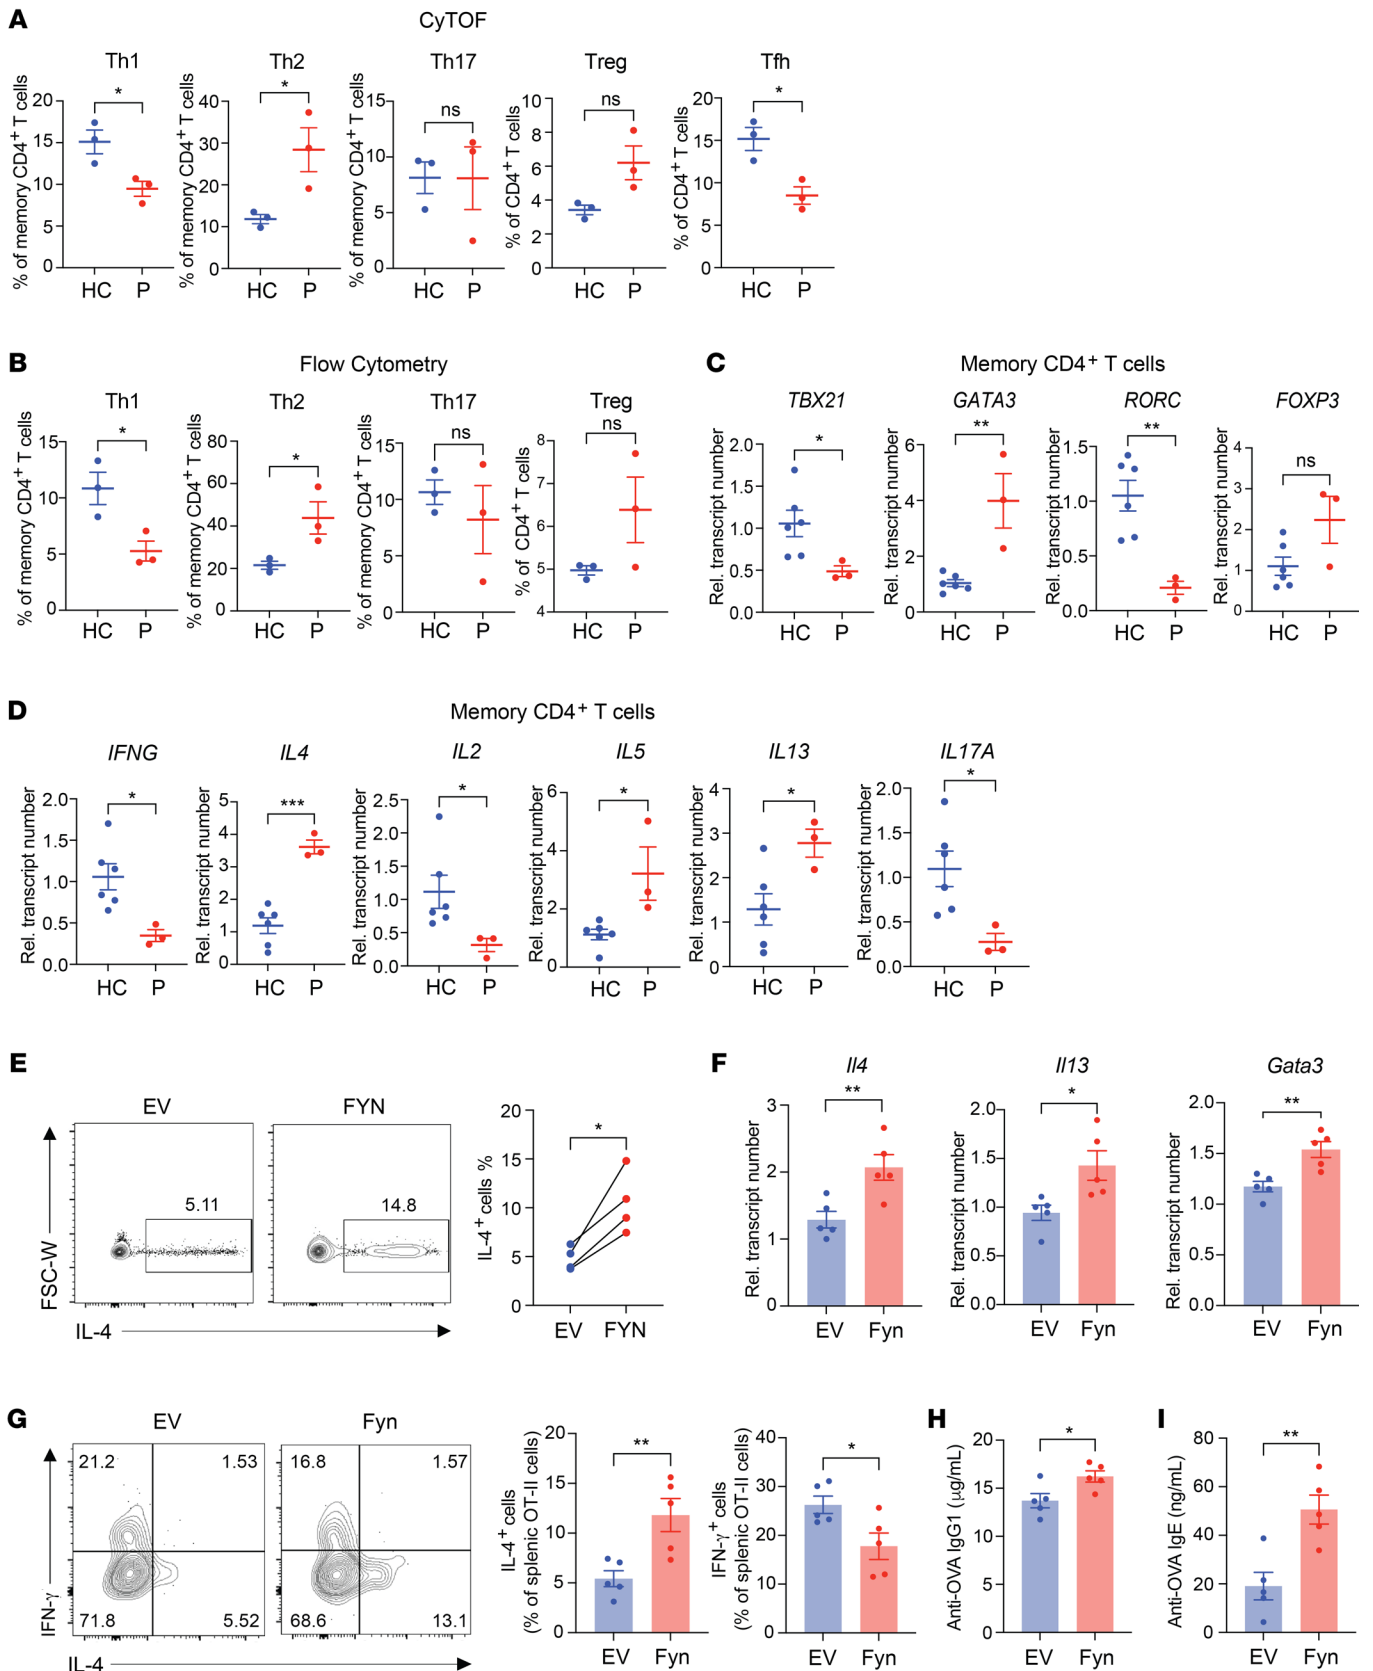 A
CyTOF
Th1
% of memory CD4+ T cells
20
15
10
5
0
*
HC P
Th2
% of memory CD4+ T cells
40
30
20
10
0
*
HC P
Th17
% of memory CD4+ T cells
15
10
5
0
ns
HC P
Treg
% of CD4+ T cells
10
8
6
4
2
0
ns
HC P
Tfh
% of CD4+ T cells
20
15
10
5
0
*
HC P
B
Flow Cytometry
Th1
% of memory CD4+ T cells
15
10
5
0
*
HC P
Th2
% of memory CD4+ T cells
80
60
40
20
0
*
HC P
Th17
% of memory CD4+ T cells
15
10
5
0
ns
HC P
Treg
% of CD4+ T cells
8
7
6
5
4
ns
HC P
C
Memory CD4+ T cells
TBX21
Rel. transcript number
2.0
1.5
1.0
0.5
0.0
*
HC P
GATA3
Rel. transcript number
6
4
2
0
**
HC P
RORC
Rel. transcript number
1.5
1.0
0.5
0.0
**
HC P
FOXP3
Rel. transcript number
4
3
2
1
0
ns
HC P
D
Memory CD4+ T cells
IFNG
Rel. transcript number
2.0
1.5
1.0
0.5
0.0
*
HC P
IL4
Rel. transcript number
5
4
3
2
1
0
***
HC P
IL2
Rel. transcript number
2.5
2.0
1.5
1.0
0.5
0.0
*
HC P
IL5
Rel. transcript number
6
4
2
0
*
HC P
IL13
Rel. transcript number
4
3
2
1
0
*
HC P
IL17A
Rel. transcript number
2.0
1.5
1.0
0.5
0.0
*
HC P
E
EV
5.11
FYN
14.8
FSC-W
IL-4
IL-4+ cells %
20
15
10
5
0
*
EV FYN
F
Il4
Rel. transcript number
3
2
1
0
**
EV Fyn
Il13
Rel. transcript number
2.0
1.5
1.0
0.5
0.0
*
EV Fyn
Gata3
Rel. transcript number
2.0
1.5
1.0
0.5
0.0
**
EV Fyn
G
EV
21.2 1.53
71.8 5.52
Fyn
16.8 1.57
68.6 13.1
IFN-γ
IL-4
IL-4+ cells
(% of splenic OT-II cells)
20
15
10
5
0
**
EV Fyn
IFN-γ+ cells
(% of splenic OT-II cells)
40
30
20
10
0
*
EV Fyn
H
Anti-OVA IgG1 (μg/mL)
20
15
10
5
0
*
EV Fyn
I
Anti-OVA IgE (ng/mL)
80
60
40
20
0
**
EV Fyn